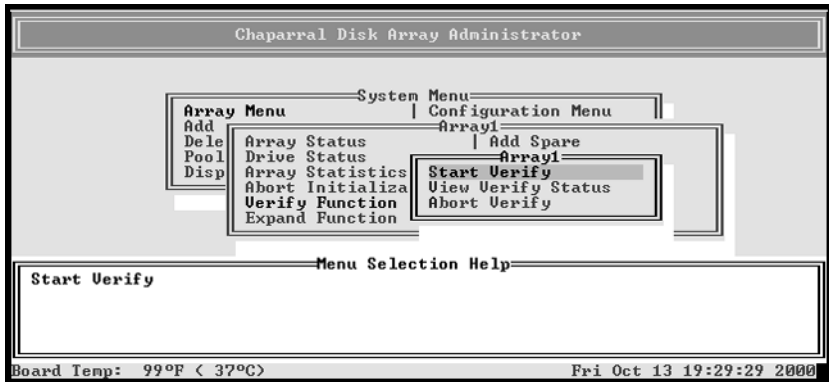 Chaparral Disk Array Administrator
System Menu
Array Menu | Configuration Menu
Add
Array1
Dele
Array Status | Add Spare
Pool
Drive Status
Array1
Disp
Array Statistics
Start Verify
Abort Initializa
View Verify Status
Verify Function
Abort Verify
Expand Function
Menu Selection Help
Start Verify
Board Temp: 99°F ( 37°C)
Fri Oct 13 19:29:29 2000